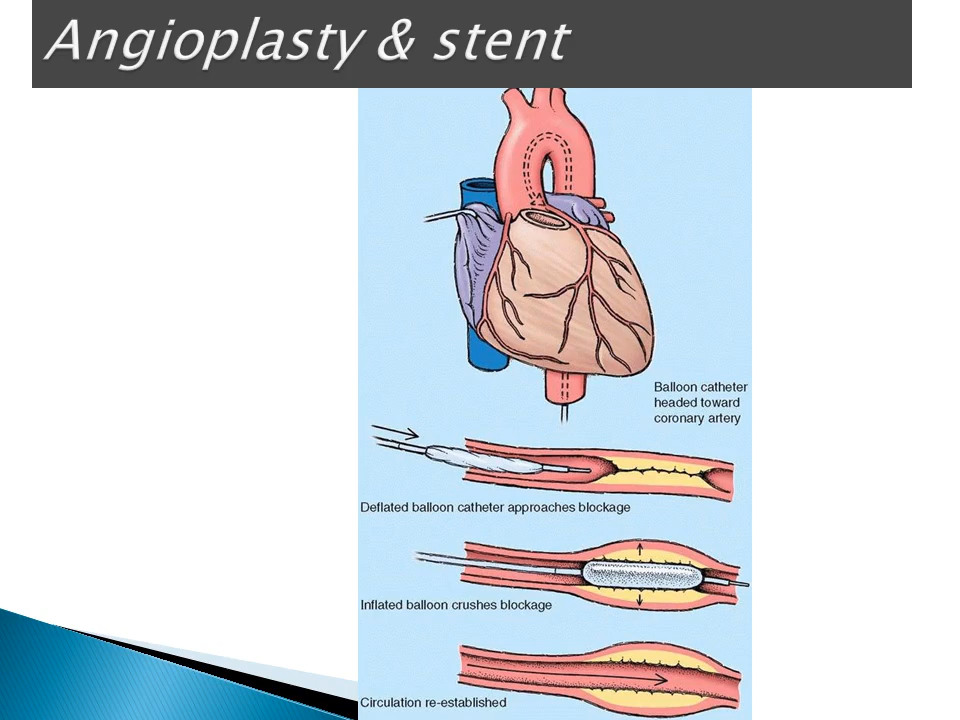 Angioplasty & stent
Balloon catheter
headed toward
coronary artery
Deflated balloon catheter approaches blockage
Inflated balloon crushes blockage
Circulation re-established